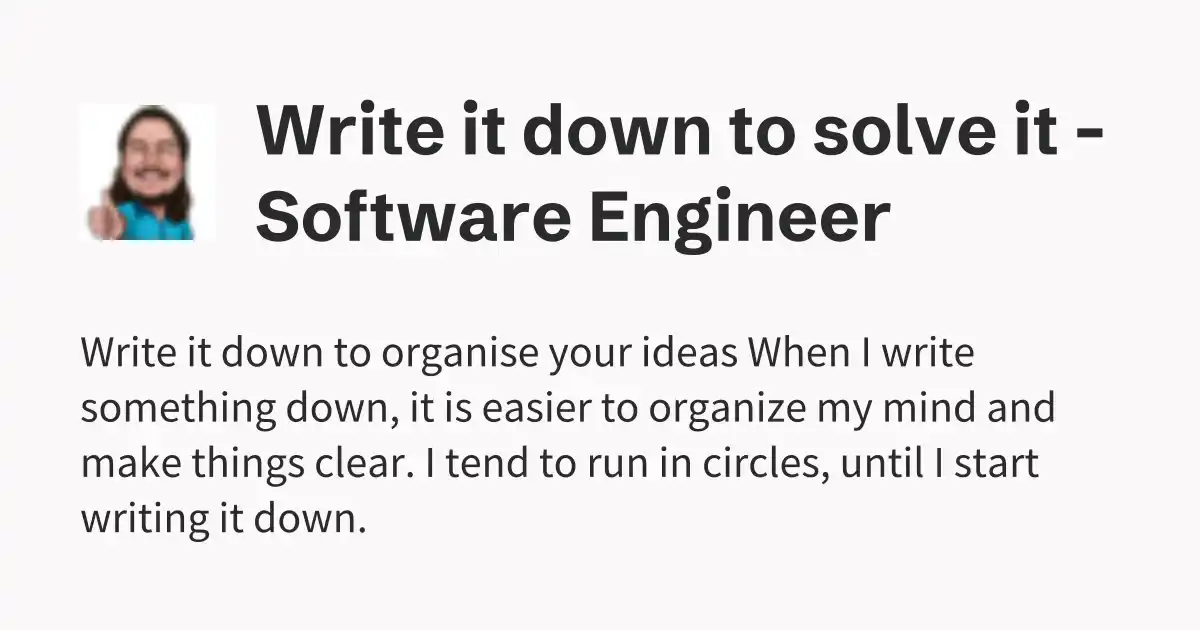 Write it down to solve it -
Software Engineer
Write it down to organise your ideas When I write
something down, it is easier to organize my mind and
make things clear. I tend to run in circles, until I start
writing it down.